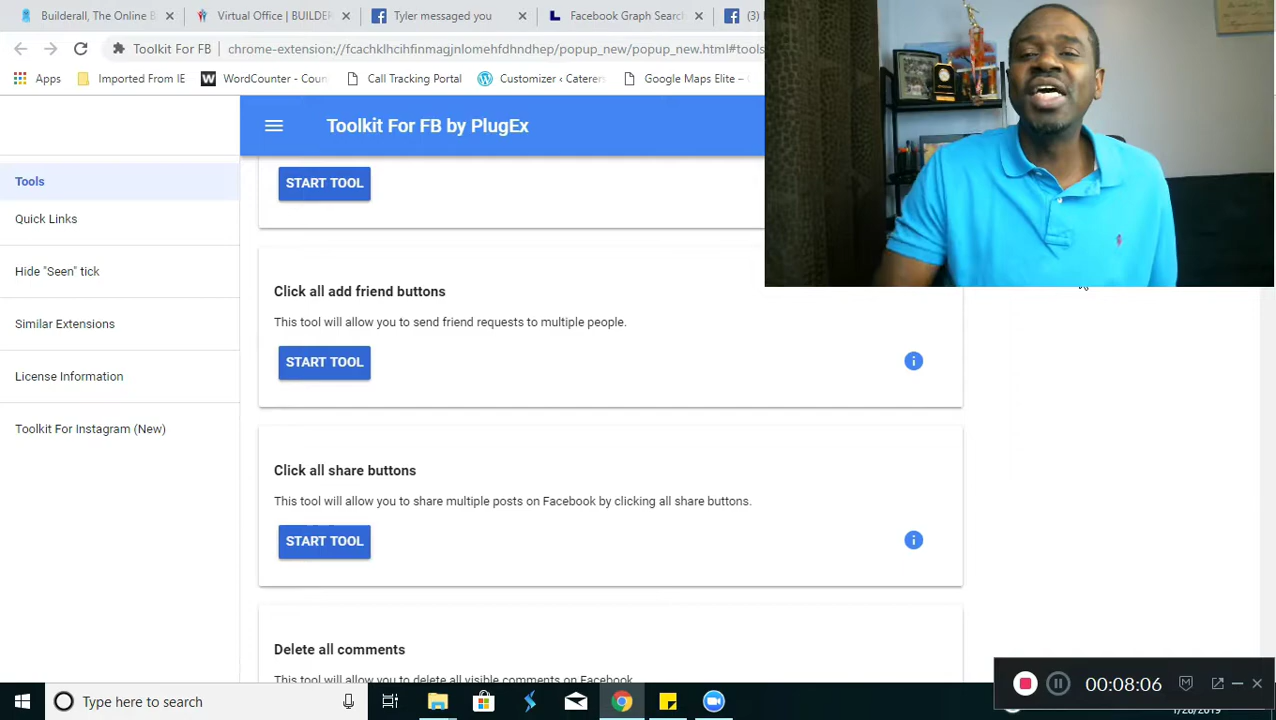 Builderall, The Online B
Virtual Office | BUILDER
Tyler messaged you
Facebook Graph Search
(3)
Toolkit For FB
chrome-extension://fcachklhcihfinmagjnlomehfdhndhep/popup_new/popup_new.html#tools
Apps
Imported From IE
WordCounter - Coun
Call Tracking Portal
Customizer ‹ Caterers
Google Maps Elite –
Toolkit For FB by PlugEx
Tools
Quick Links
Hide "Seen" tick
Similar Extensions
License Information
Toolkit For Instagram (New)
START TOOL
Click all add friend buttons
This tool will allow you to send friend requests to multiple people.
START TOOL
Click all share buttons
This tool will allow you to share multiple posts on Facebook by clicking all share buttons.
START TOOL
Delete all comments
This tool will allow you to delete all visible comments on Facebook.
00:08:06
Type here to search
1/28/2019